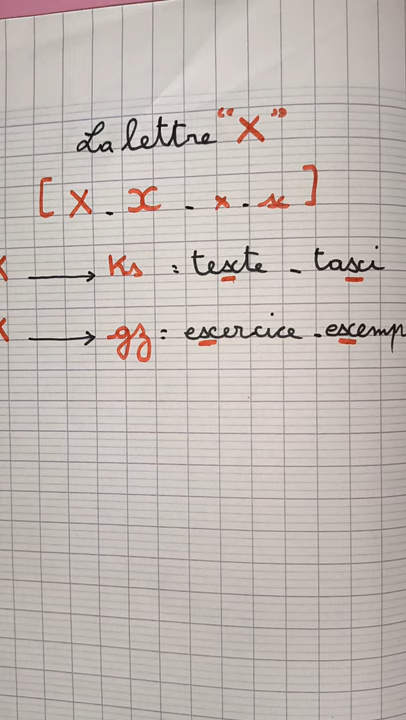 La lettre "X"
[ X - X - x - x ]
X → Ks : texte - taxi
X → gz : exercice - exemp